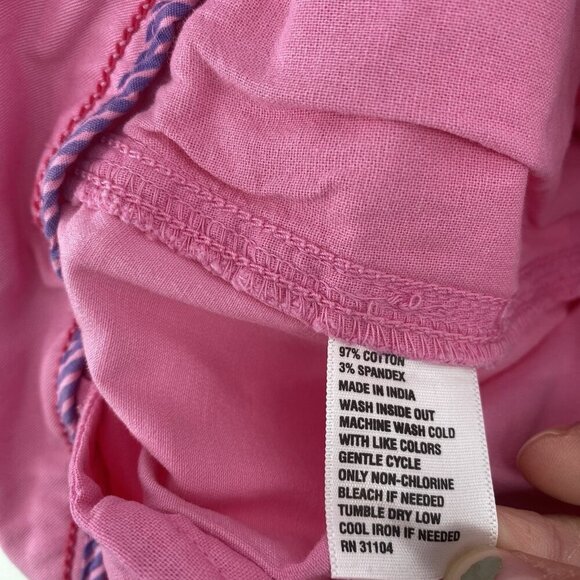 97% COTTON
3% SPANDEX
MADE IN INDIA
WASH INSIDE OUT
MACHINE WASH COLD
WITH LIKE COLORS
GENTLE CYCLE
ONLY NON-CHLORINE
BLEACH IF NEEDED
TUMBLE DRY LOW
COOL IRON IF NEEDED
RN 31104